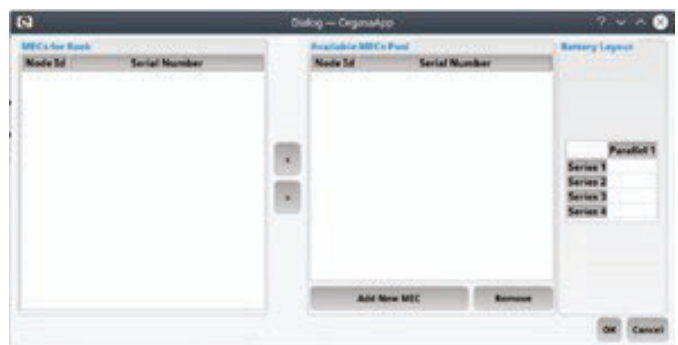 Dialog — CegasaApp
MECs for Bank
Node Id Serial Number
<
>
Available MECs Pool
Node Id Serial Number
Add New MEC Remove
Battery Layout
Parallel 1
Series 1
Series 2
Series 3
Series 4
OK Cancel